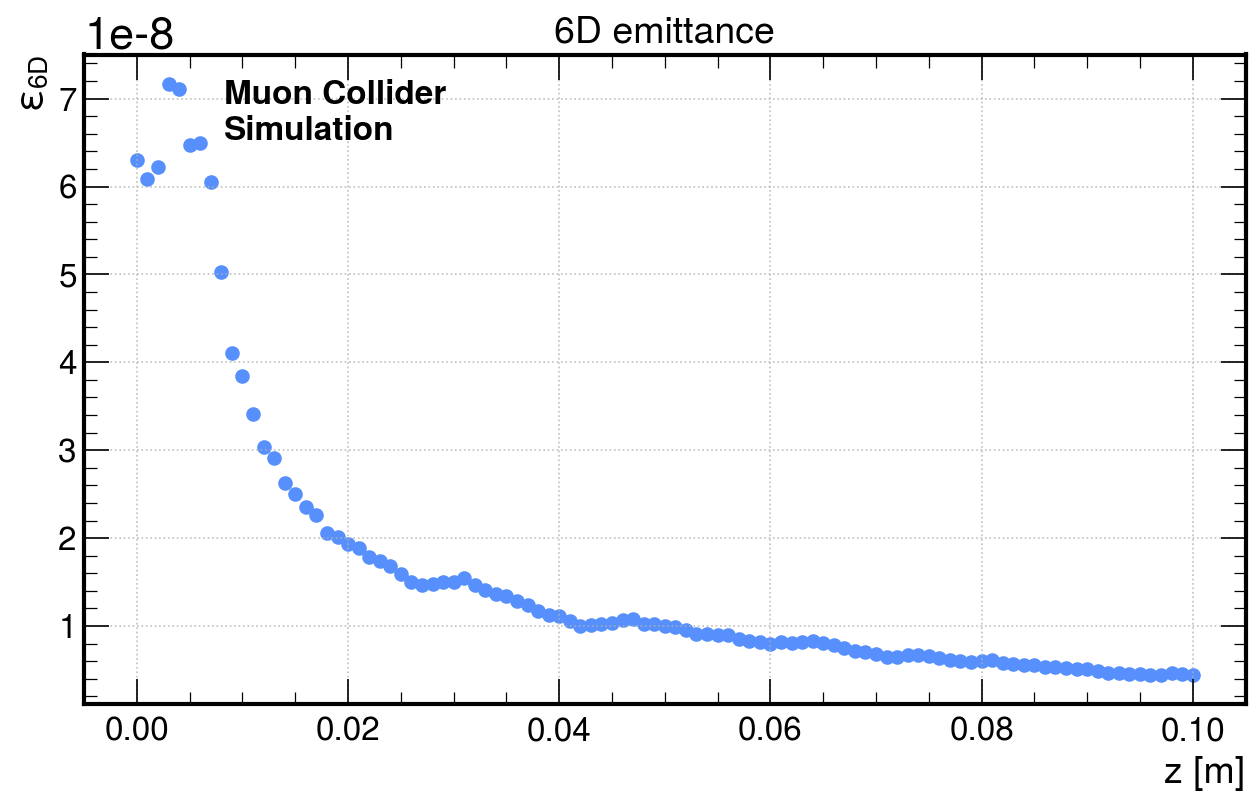 1e-8
6D emittance
ε6D
Muon Collider
Simulation
7
6
5
4
3
2
1
0.00 0.02 0.04 0.06 0.08 0.10
z [m]